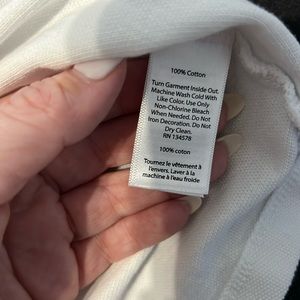 100% Cotton
Turn Garment Inside Out.
Machine Wash Cold With
Like Color. Use Only
Non-Chlorine Bleach
When Needed. Do Not
Iron Decoration. Do Not
Dry Clean.
RN 134578
100% coton
Tournez le vêtement à
l'envers. Laver à la
machine à l'eau froide